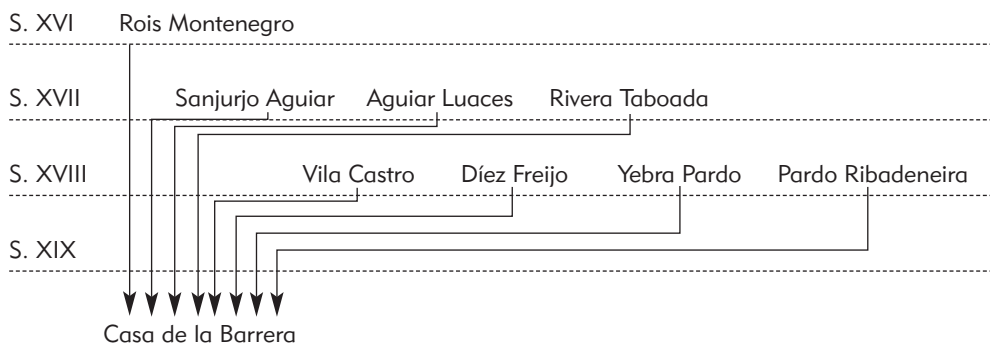 S. XVI Rois Montenegro
S. XVII Sanjurjo Aguiar Aguiar Luaces Rivera Taboada
S. XVIII Vila Castro Díez Freijo Yebra Pardo Pardo Ribadeneira
S. XIX
Casa de la Barrera